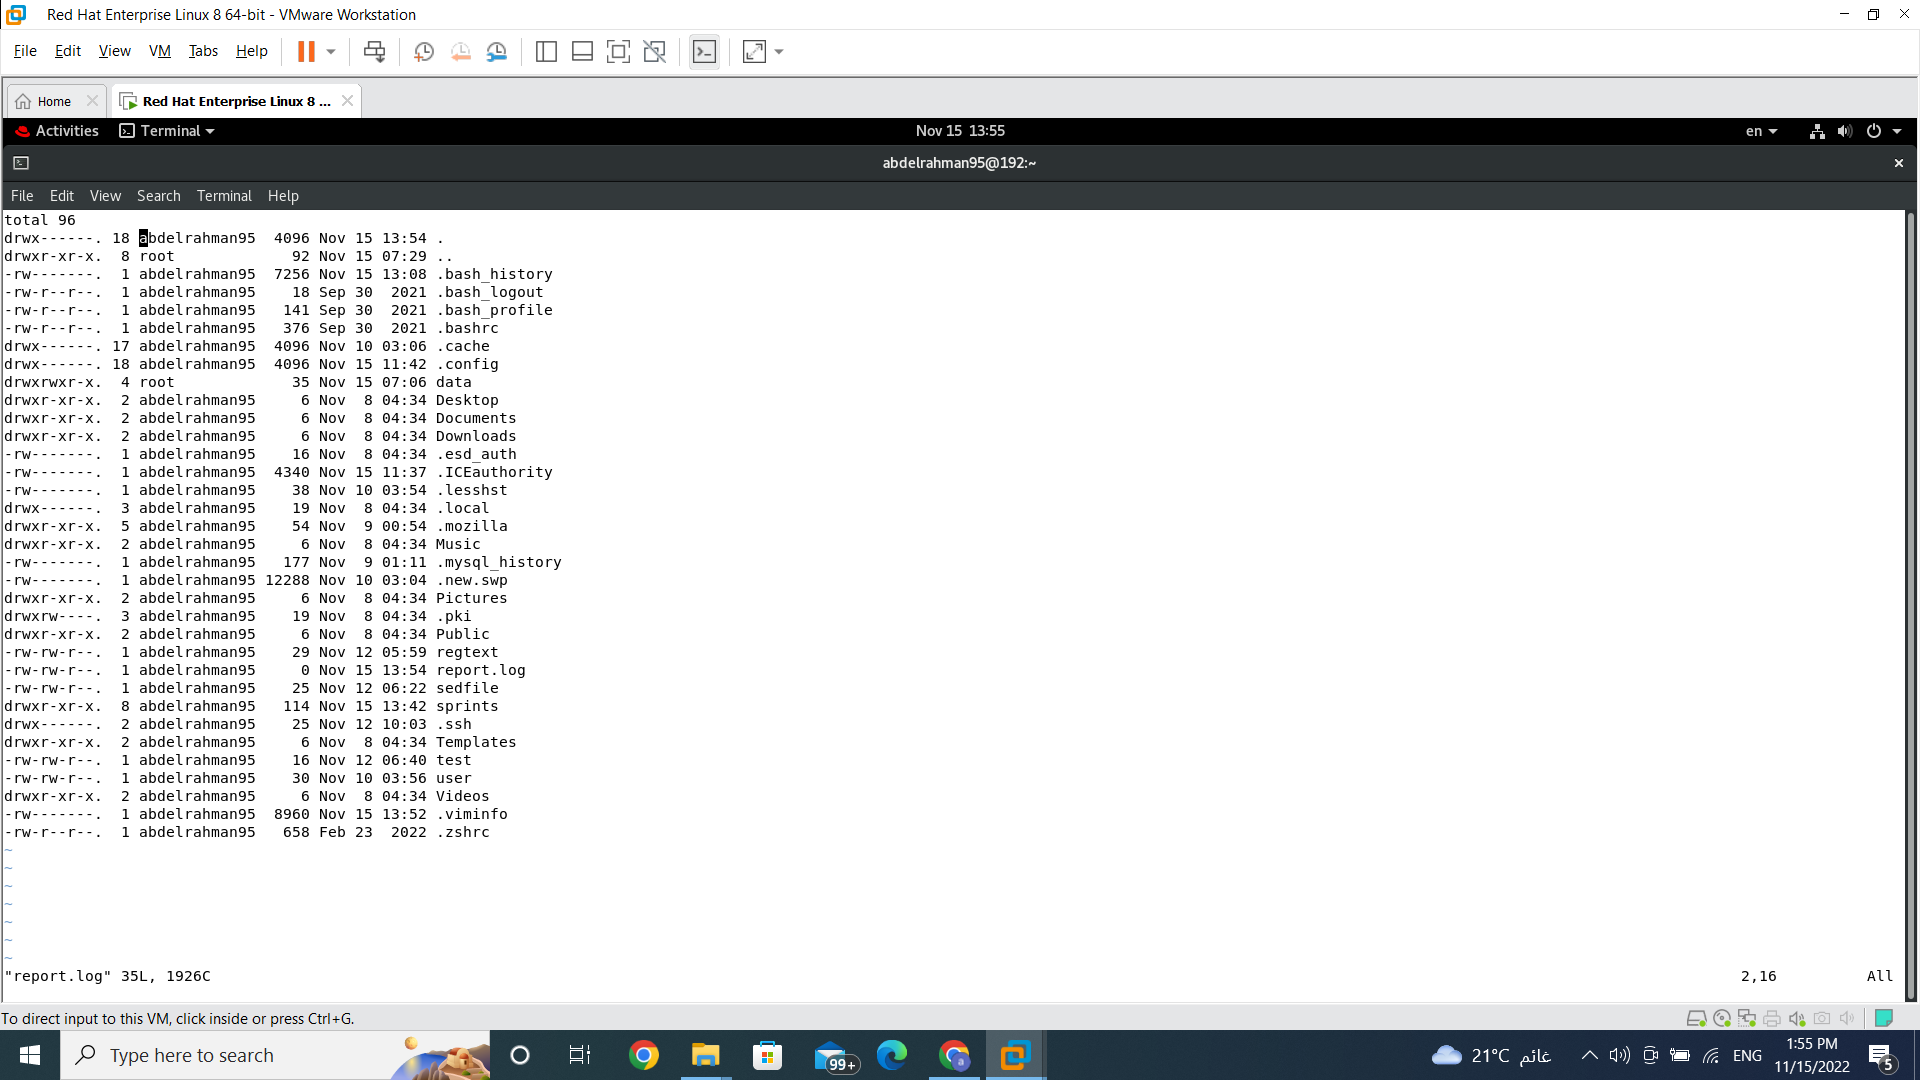 Red Hat Enterprise Linux 8 64-bit - VMware Workstation
File Edit View VM Tabs Help
Home Red Hat Enterprise Linux 8 ...
Activities Terminal Nov 15 13:55 en
abdelrahman95@192:~
File Edit View Search Terminal Help
total 96
drwx------. 18 abdelrahman95  4096 Nov 15 13:54 .
drwxr-xr-x.  8 root             92 Nov 15 07:29 ..
-rw-------.  1 abdelrahman95  7256 Nov 15 13:08 .bash_history
-rw-r--r--.  1 abdelrahman95    18 Sep 30  2021 .bash_logout
-rw-r--r--.  1 abdelrahman95   141 Sep 30  2021 .bash_profile
-rw-r--r--.  1 abdelrahman95   376 Sep 30  2021 .bashrc
drwx------. 17 abdelrahman95  4096 Nov 10 03:06 .cache
drwx------. 18 abdelrahman95  4096 Nov 15 11:42 .config
drwxrwxr-x.  4 root             35 Nov 15 07:06 data
drwxr-xr-x.  2 abdelrahman95     6 Nov  8 04:34 Desktop
drwxr-xr-x.  2 abdelrahman95     6 Nov  8 04:34 Documents
drwxr-xr-x.  2 abdelrahman95     6 Nov  8 04:34 Downloads
-rw-------.  1 abdelrahman95    16 Nov  8 04:34 .esd_auth
-rw-------.  1 abdelrahman95  4340 Nov 15 11:37 .ICEauthority
-rw-------.  1 abdelrahman95    38 Nov 10 03:54 .lesshst
drwx------.  3 abdelrahman95    19 Nov  8 04:34 .local
drwxr-xr-x.  5 abdelrahman95    54 Nov  9 00:54 .mozilla
drwxr-xr-x.  2 abdelrahman95     6 Nov  8 04:34 Music
-rw-------.  1 abdelrahman95   177 Nov  9 01:11 .mysql_history
-rw-------.  1 abdelrahman95 12288 Nov 10 03:04 .new.swp
drwxr-xr-x.  2 abdelrahman95     6 Nov  8 04:34 Pictures
drwxrw----.  3 abdelrahman95    19 Nov  8 04:34 .pki
drwxr-xr-x.  2 abdelrahman95     6 Nov  8 04:34 Public
-rw-rw-r--.  1 abdelrahman95    29 Nov 12 05:59 regtext
-rw-rw-r--.  1 abdelrahman95     0 Nov 15 13:54 report.log
-rw-rw-r--.  1 abdelrahman95    25 Nov 12 06:22 sedfile
drwxr-xr-x.  8 abdelrahman95   114 Nov 15 13:42 sprints
drwx------.  2 abdelrahman95    25 Nov 12 10:03 .ssh
drwxr-xr-x.  2 abdelrahman95     6 Nov  8 04:34 Templates
-rw-rw-r--.  1 abdelrahman95    16 Nov 12 06:40 test
-rw-rw-r--.  1 abdelrahman95    30 Nov 10 03:56 user
drwxr-xr-x.  2 abdelrahman95     6 Nov  8 04:34 Videos
-rw-------.  1 abdelrahman95  8960 Nov 15 13:52 .viminfo
-rw-r--r--.  1 abdelrahman95   658 Feb 23  2022 .zshrc
~
~
~
~
~
~
~
"report.log" 35L, 1926C 2,16 All
To direct input to this VM, click inside or press Ctrl+G.
Type here to search 99+ 21°C غائم ENG 1:55 PM
11/15/2022 5